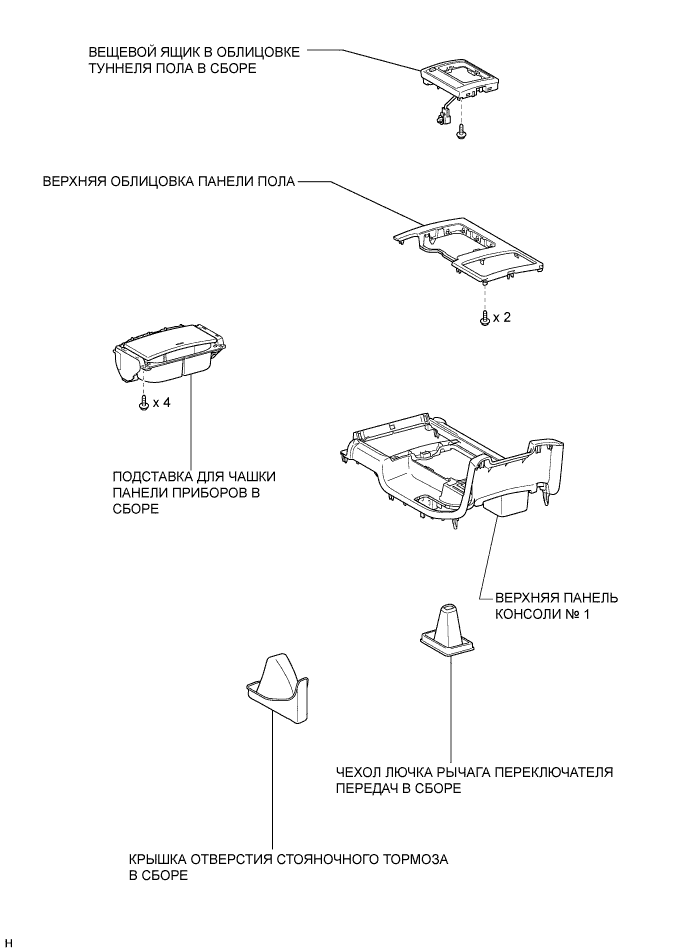 ВЕЩЕВОЙ ЯЩИК В ОБЛИЦОВКЕ
ТУННЕЛЯ ПОЛА В СБОРЕ
ВЕРХНЯЯ ОБЛИЦОВКА ПАНЕЛИ ПОЛА
x 2
x 4
ПОДСТАВКА ДЛЯ ЧАШКИ
ПАНЕЛИ ПРИБОРОВ В
СБОРЕ
ВЕРХНЯЯ ПАНЕЛЬ
КОНСОЛИ № 1
ЧЕХОЛ ЛЮЧКА РЫЧАГА ПЕРЕКЛЮЧАТЕЛЯ
ПЕРЕДАЧ В СБОРЕ
КРЫШКА ОТВЕРСТИЯ СТОЯНОЧНОГО ТОРМОЗА
В СБОРЕ
H